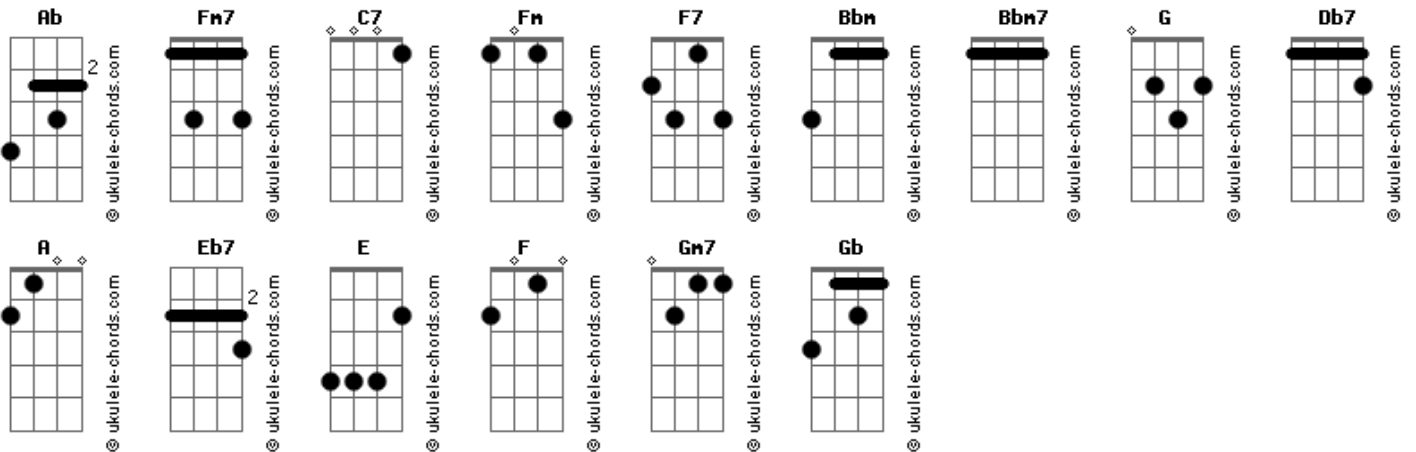 Ab Fm7 C7 Fm F7 Bbm Bbm7 G Db7
2
© ukulele-chords.com © ukulele-chords.com © ukulele-chords.com © ukulele-chords.com © ukulele-chords.com © ukulele-chords.com © ukulele-chords.com © ukulele-chords.com © ukulele-chords.com
A Eb7 E F Gm7 Gb
2
© ukulele-chords.com © ukulele-chords.com © ukulele-chords.com © ukulele-chords.com © ukulele-chords.com © ukulele-chords.com